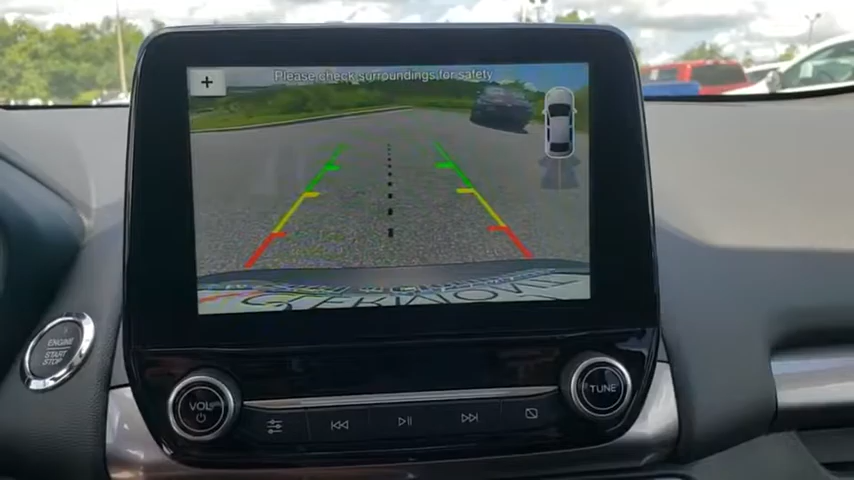 Please check surroundings for safety
+
ENGINE
START
STOP
VOL
TUNE